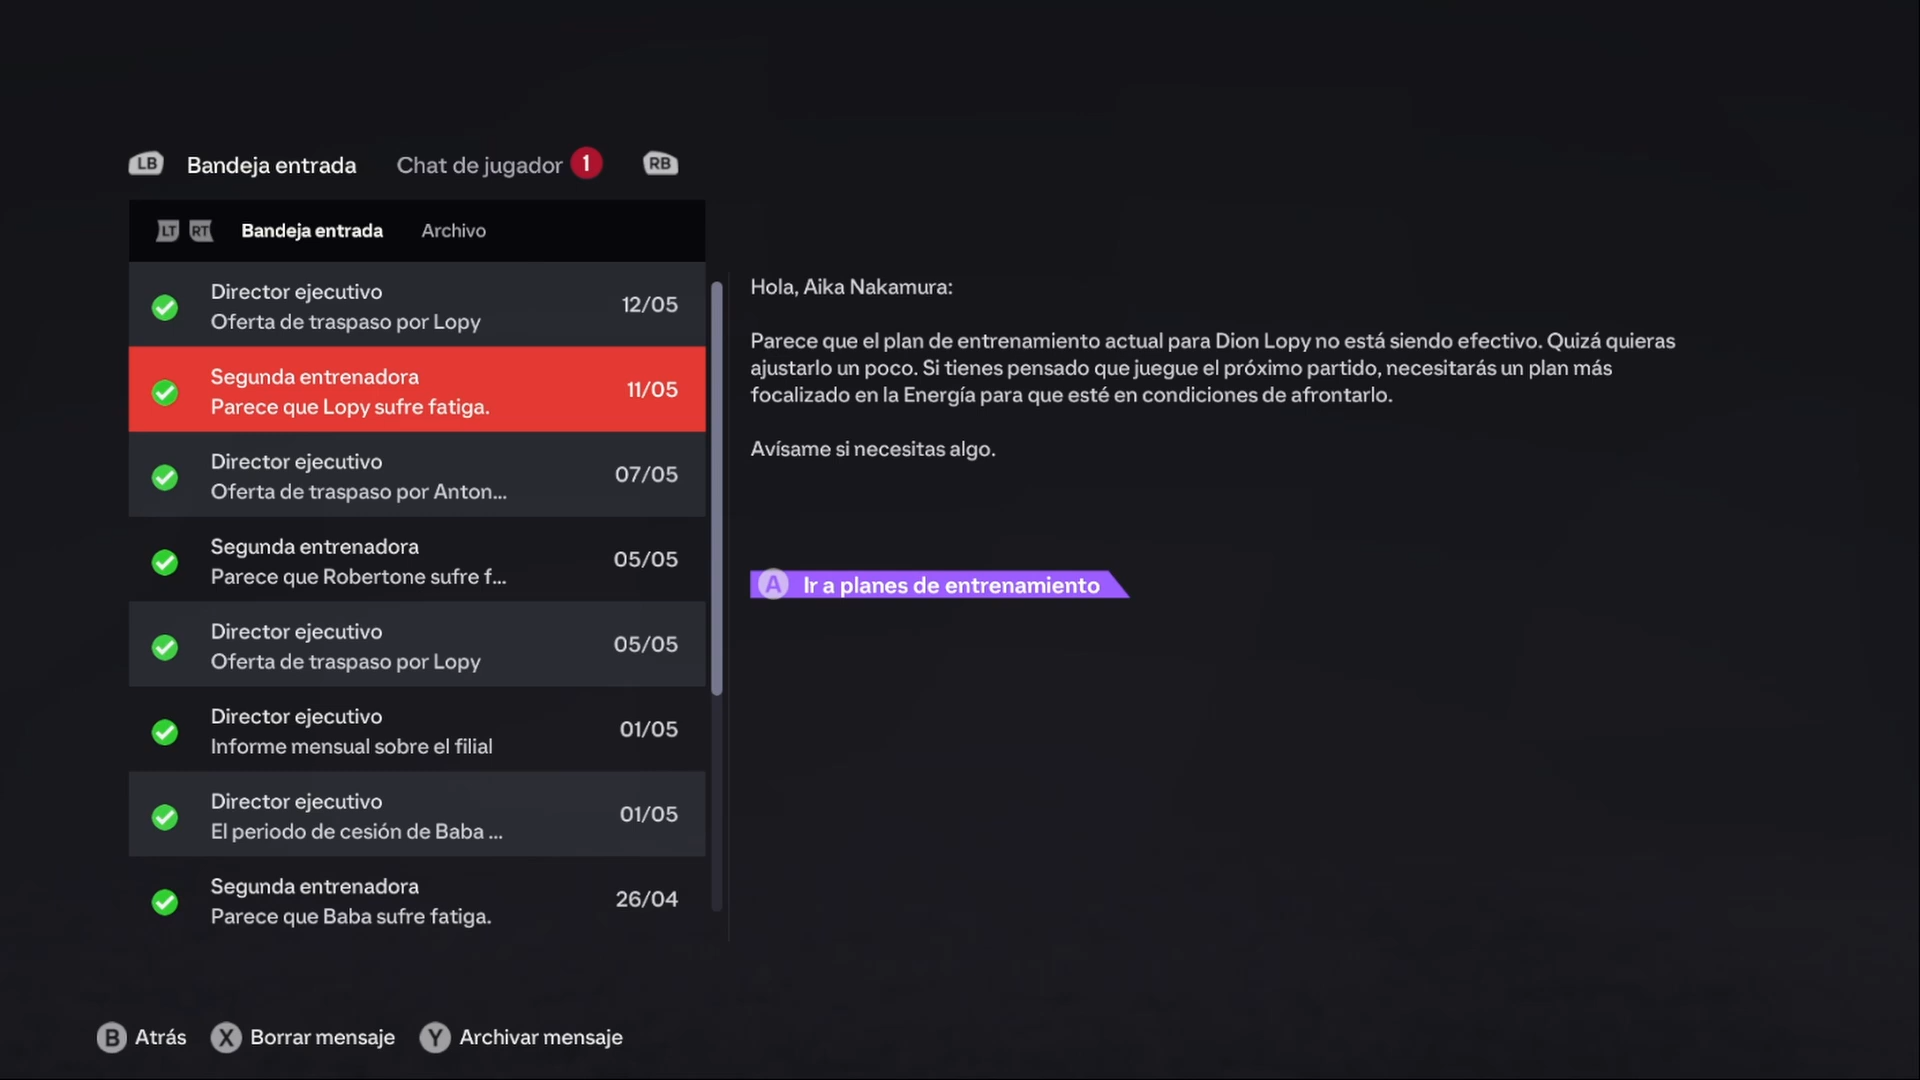 LB Bandeja entrada Chat de jugador 1 RB
LT RT Bandeja entrada Archivo
Director ejecutivo
Oferta de traspaso por Lopy
12/05
Segunda entrenadora
Parece que Lopy sufre fatiga.
11/05
Director ejecutivo
Oferta de traspaso por Anton...
07/05
Segunda entrenadora
Parece que Robertone sufre f...
05/05
Director ejecutivo
Oferta de traspaso por Lopy
05/05
Director ejecutivo
Informe mensual sobre el filial
01/05
Director ejecutivo
El periodo de cesión de Baba ...
01/05
Segunda entrenadora
Parece que Baba sufre fatiga.
26/04
Hola, Aika Nakamura:
Parece que el plan de entrenamiento actual para Dion Lopy no está siendo efectivo. Quizá quieras
ajustarlo un poco. Si tienes pensado que juegue el próximo partido, necesitarás un plan más
focalizado en la Energía para que esté en condiciones de afrontarlo.
Avísame si necesitas algo.
A Ir a planes de entrenamiento
B Atrás X Borrar mensaje Y Archivar mensaje